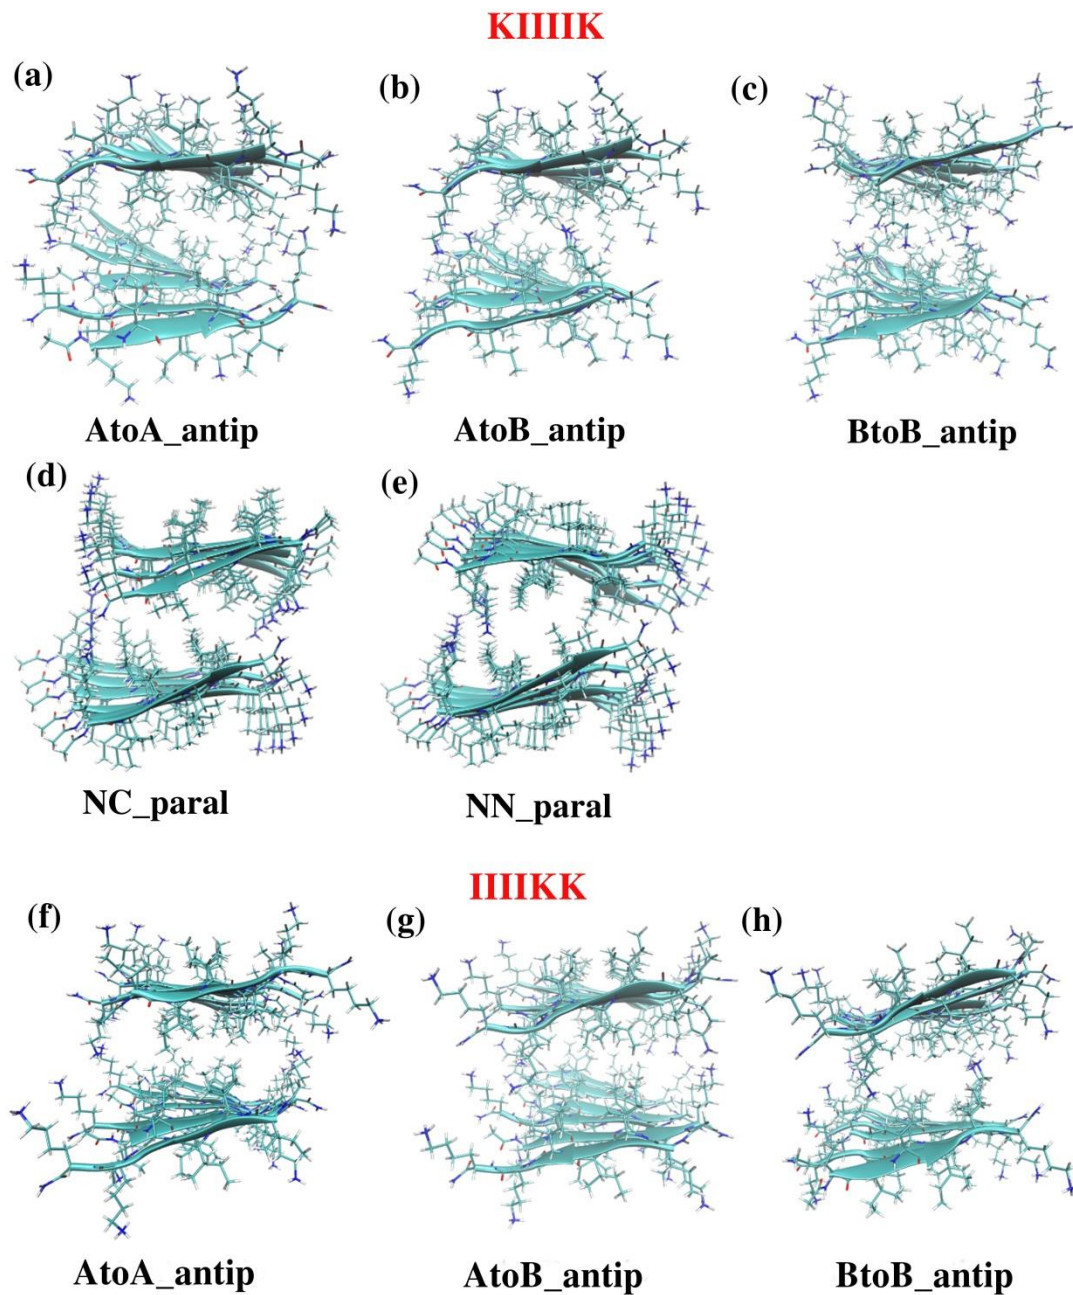 KIIIIK
(a) (b) (c)
AtoA_antip AtoB_antip BtoB_antip
(d) (e)
NC_paral NN_paral
IIIIKK
(f) (g) (h)
AtoA_antip AtoB_antip BtoB_antip